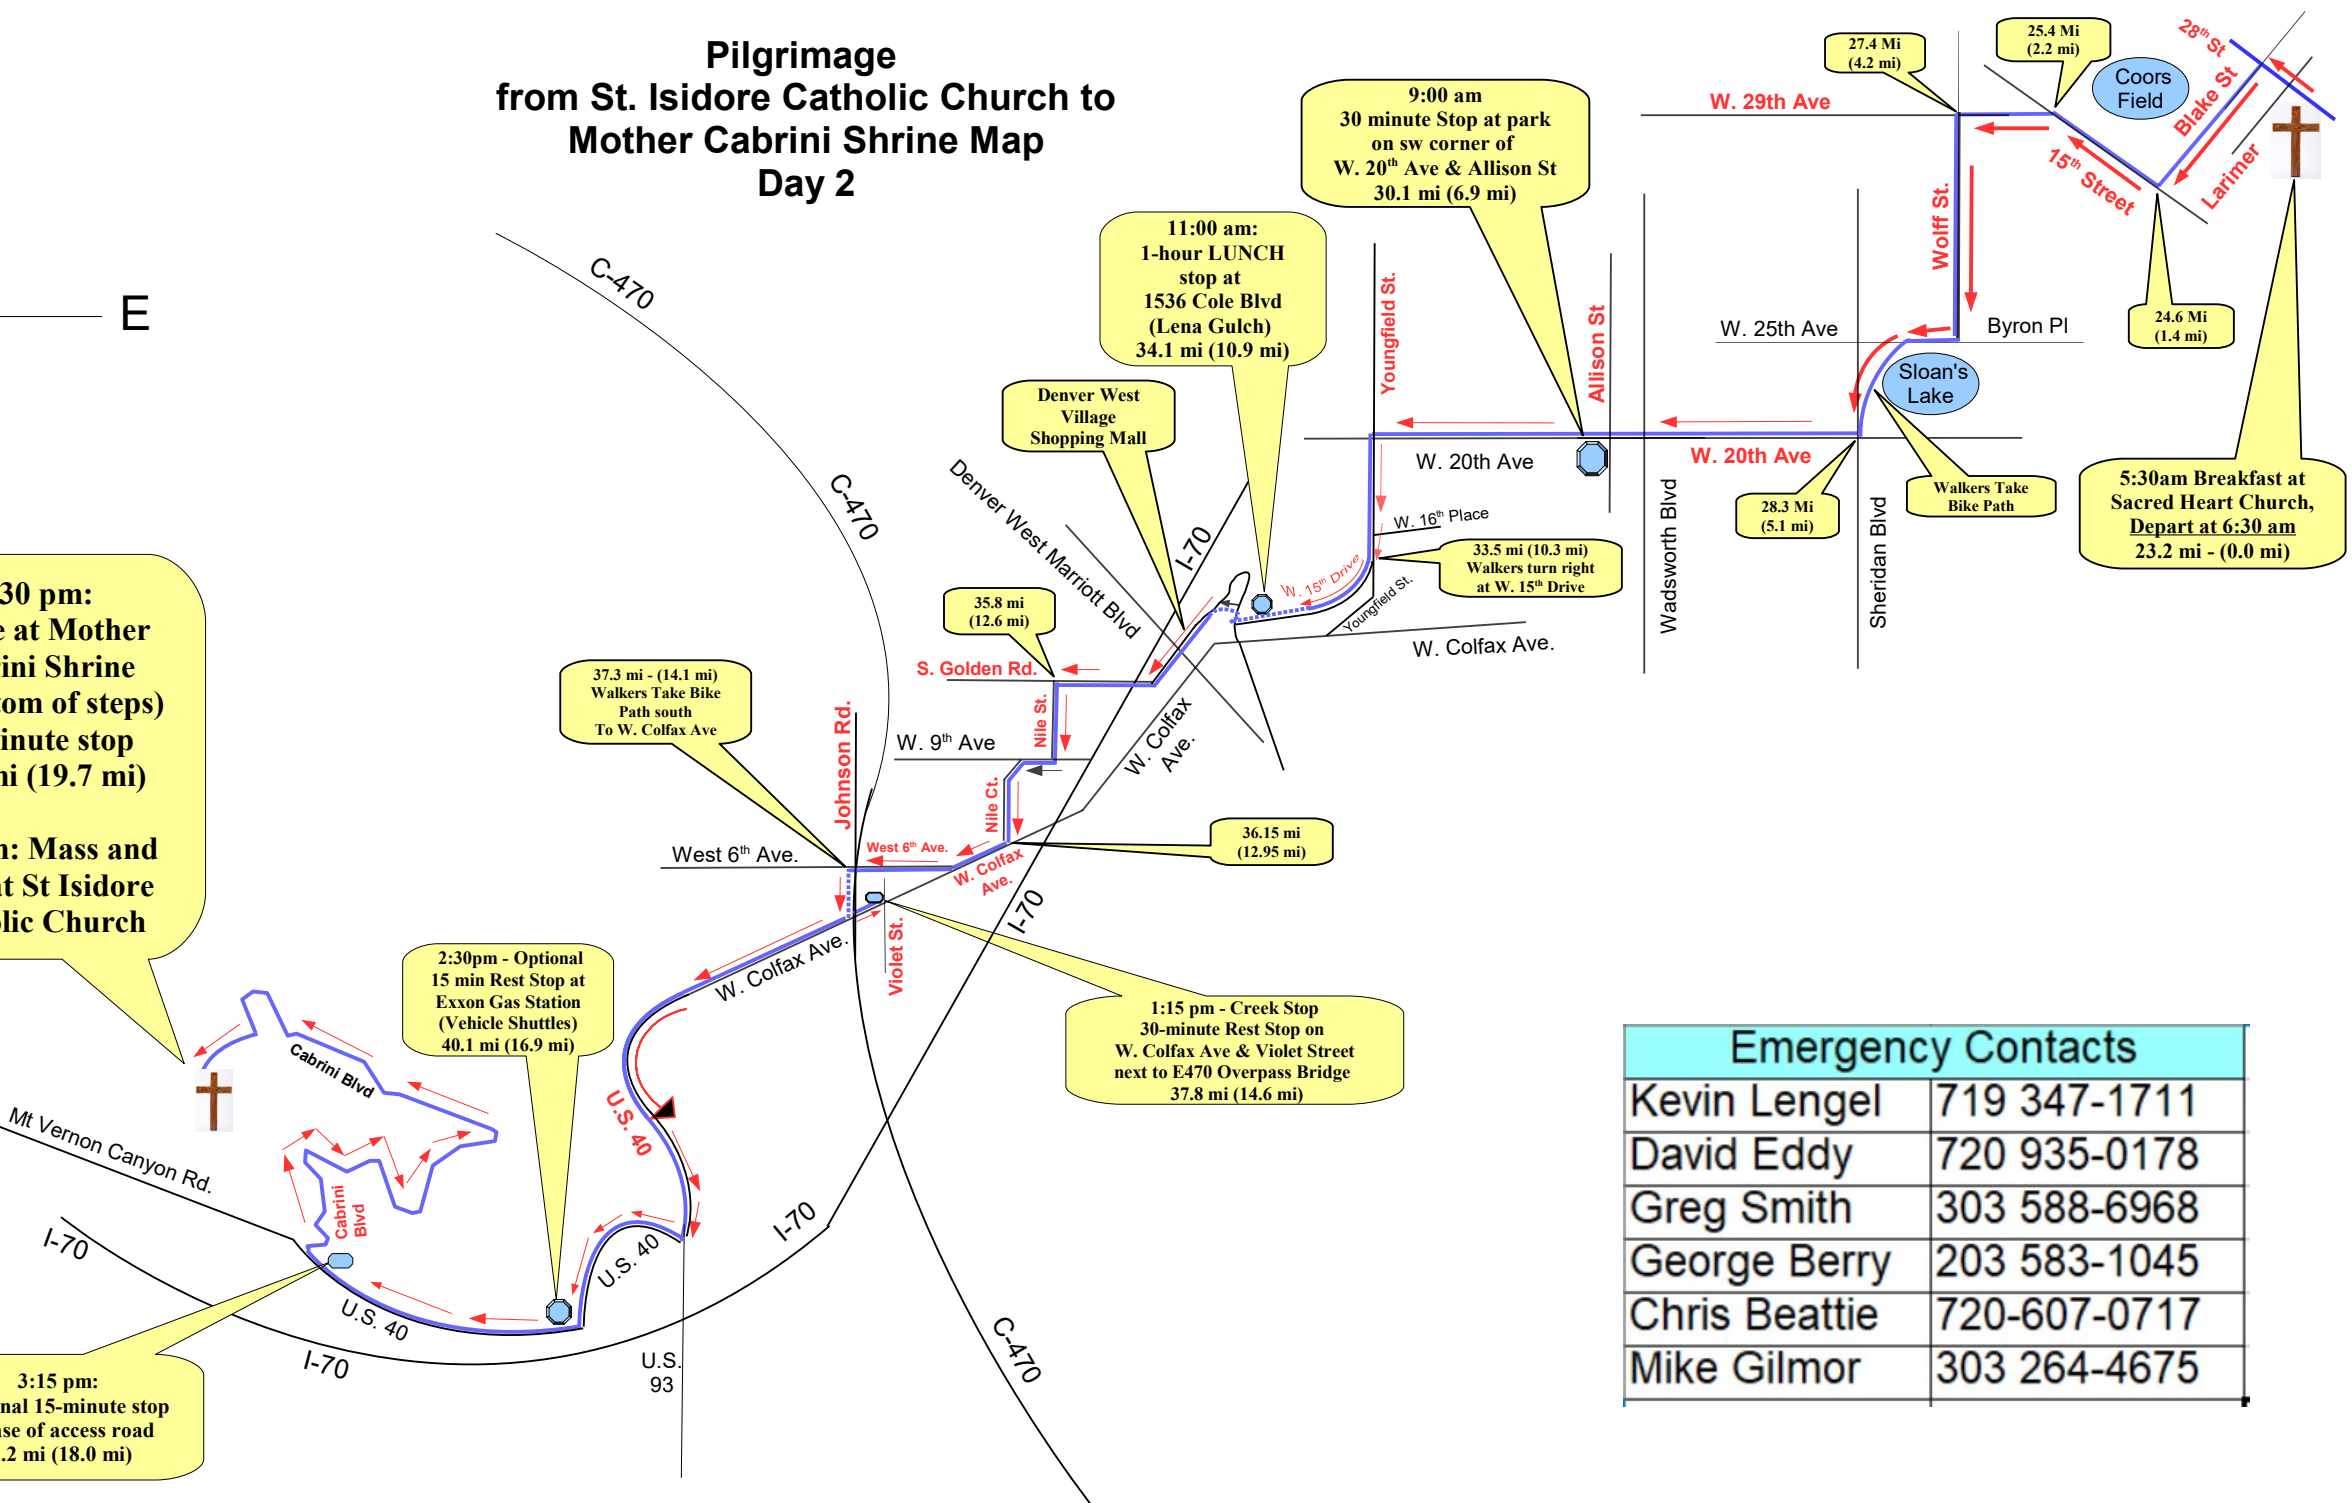 Pilgrimage
from St. Isidore Catholic Church to
Mother Cabrini Shrine Map
Day 2
E
27.4 Mi
(4.2 mi)
25.4 Mi
(2.2 mi)
Coors
Field
28th St
Blake St
Larimer
15th Street
W. 29th Ave
Wolff St.
24.6 Mi
(1.4 mi)
5:30am Breakfast at
Sacred Heart Church,
Depart at 6:30 am
23.2 mi - (0.0 mi)
W. 25th Ave
Byron Pl
Sloan's
Lake
Walkers Take
Bike Path
28.3 Mi
(5.1 mi)
Sheridan Blvd
Wadsworth Blvd
W. 20th Ave
Allison St
9:00 am
30 minute Stop at park
on sw corner of
W. 20th Ave & Allison St
30.1 mi (6.9 mi)
W. 20th Ave
Youngfield St.
W. 16th Place
33.5 mi (10.3 mi)
Walkers turn right
at W. 15th Drive
W. 15th Drive
Youngfield St.
W. Colfax Ave.
11:00 am:
1-hour LUNCH
stop at
1536 Cole Blvd
(Lena Gulch)
34.1 mi (10.9 mi)
I-70
Denver West
Village
Shopping Mall
Denver West Marriott Blvd
C-470
C-470
35.8 mi
(12.6 mi)
S. Golden Rd.
Nile St.
W. 9th Ave
Nile Ct.
W. Colfax
Ave.
36.15 mi
(12.95 mi)
37.3 mi - (14.1 mi)
Walkers Take Bike
Path south
To W. Colfax Ave
Johnson Rd.
West 6th Ave.
West 6th Ave.
W. Colfax
Ave.
I-70
Violet St.
W. Colfax Ave.
1:15 pm - Creek Stop
30-minute Rest Stop on
W. Colfax Ave & Violet Street
next to E470 Overpass Bridge
37.8 mi (14.6 mi)
U.S. 40
2:30pm - Optional
15 min Rest Stop at
Exxon Gas Station
(Vehicle Shuttles)
40.1 mi (16.9 mi)
U.S. 40
I-70
U.S.
93
C-470
U.S. 40
I-70
I-70
Mt Vernon Canyon Rd.
Cabrini
Blvd
Cabrini Blvd
30 pm:
at Mother
Shrine
of steps)
stop
(19.7 mi)
Mass and
St Isidore
Church
3:15 pm:
15-minute stop
of access road
.2 mi (18.0 mi)
Emergency Contacts
Kevin Lengel 719 347-1711
David Eddy 720 935-0178
Greg Smith 303 588-6968
George Berry 203 583-1045
Chris Beattie 720-607-0717
Mike Gilmor 303 264-4675